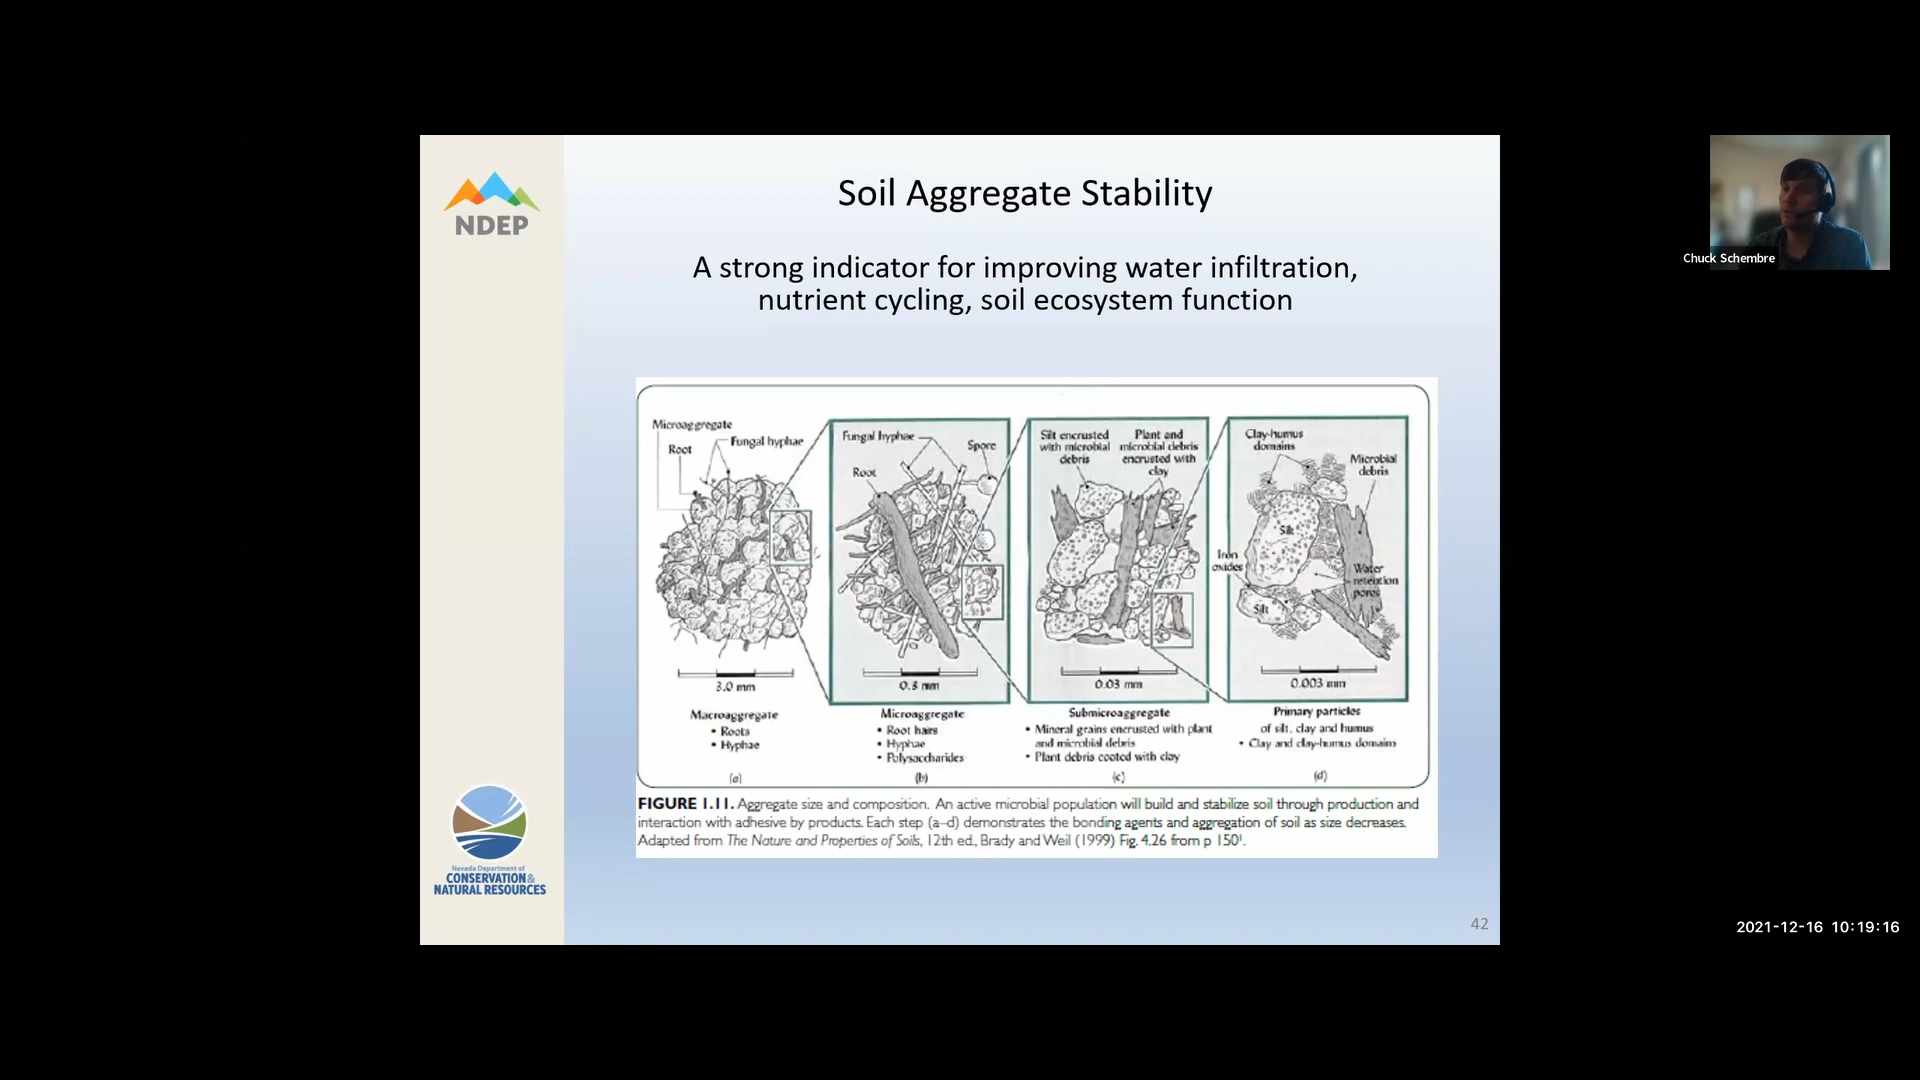 NDEP
Soil Aggregate Stability
A strong indicator for improving water infiltration,
nutrient cycling, soil ecosystem function
Microaggregate
Root
Fungal hyphae
3.0 mm
Macroaggregate
• Roots
• Hyphae
(a)
Fungal hyphae
Spore
Root
0.3 mm
Microaggregate
• Root hairs
• Hyphae
• Polysaccharides
(b)
Silt encrusted
with microbial
debris
Plant and
microbial debris
encrusted with
clay
0.03 mm
Submicroaggregate
• Mineral grains encrusted with plant
and microbial debris
• Plant debris coated with clay
(c)
Clay-humus
domains
Microbial
debris
Silt
Iron
oxides
Water
retention
pores
Silt
0.003 mm
Primary particles
of silt, clay and humus
• Clay and clay-humus domains
(d)
FIGURE 1.11. Aggregate size and composition. An active microbial population will build and stabilize soil through production and
interaction with adhesive by products. Each step (a–d) demonstrates the bonding agents and aggregation of soil as size decreases.
Adapted from The Nature and Properties of Soils, 12th ed., Brady and Weil (1999) Fig. 4.26 from p 150¹.
Nevada Department of
CONSERVATION &
NATURAL RESOURCES
42
Chuck Schembre
2021-12-16 10:19:16